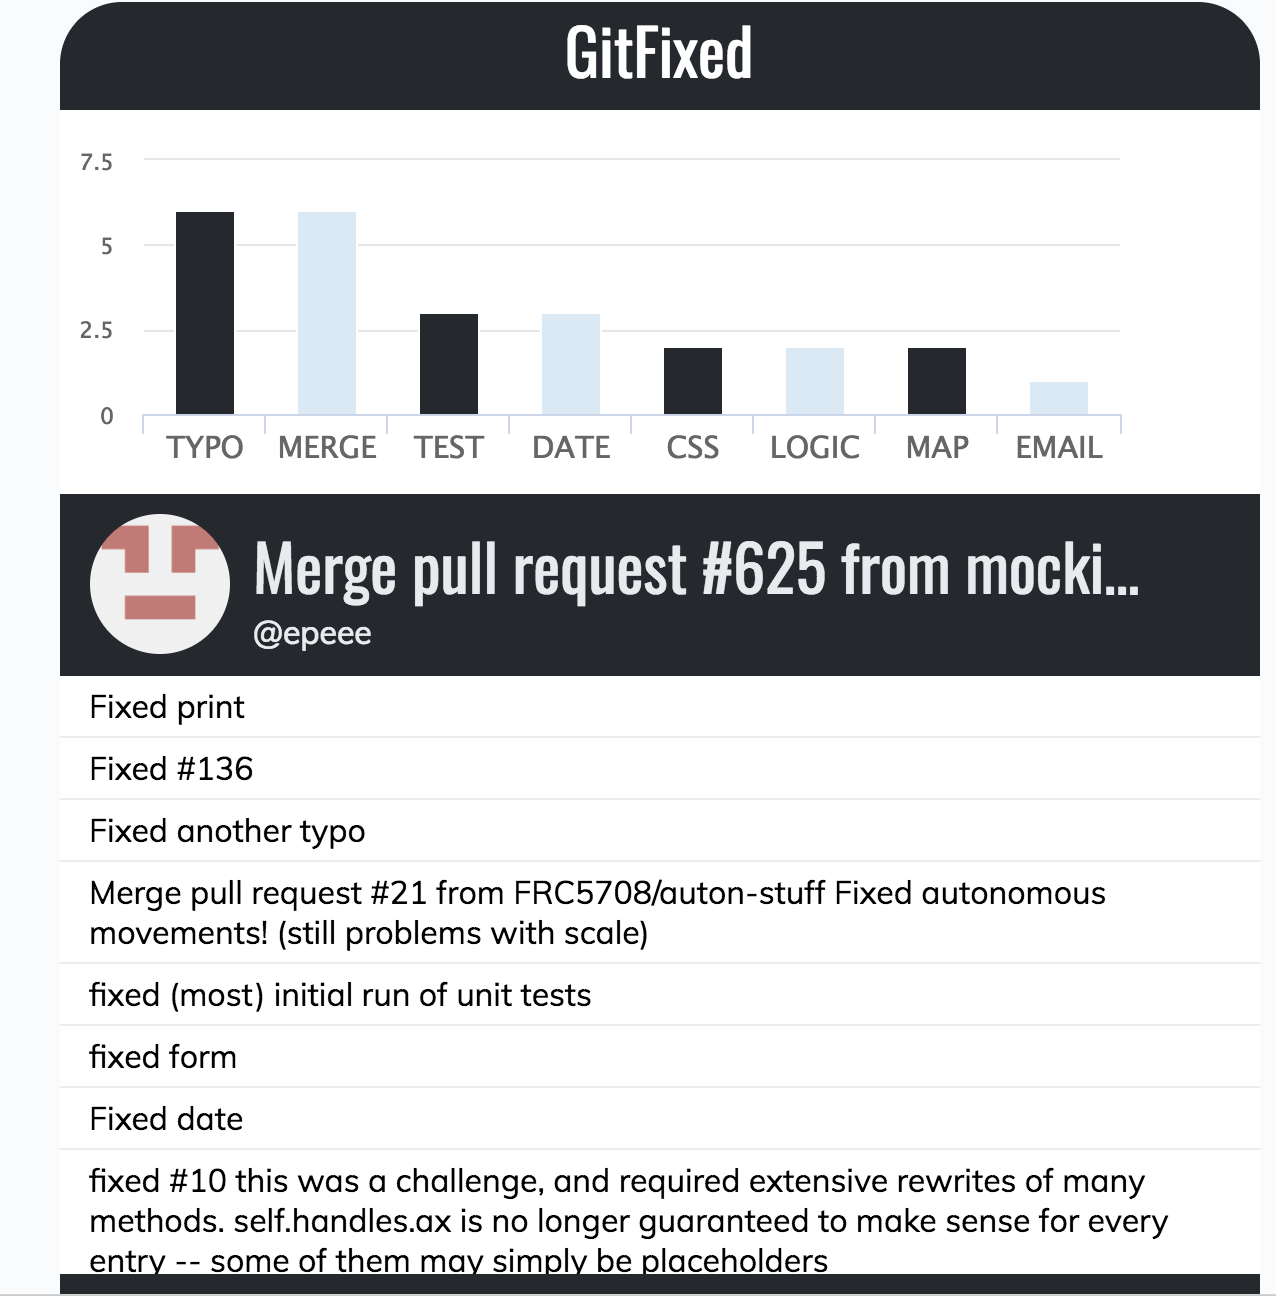 GitFixed
7.5
5
2.5
0
TYPO MERGE TEST DATE CSS LOGIC MAP EMAIL
Merge pull request #625 from mocki...
@epeee
Fixed print
Fixed #136
Fixed another typo
Merge pull request #21 from FRC5708/auton-stuff Fixed autonomous
movements! (still problems with scale)
fixed (most) initial run of unit tests
fixed form
Fixed date
fixed #10 this was a challenge, and required extensive rewrites of many
methods. self.handles.ax is no longer guaranteed to make sense for every
entry -- some of them may simply be placeholders